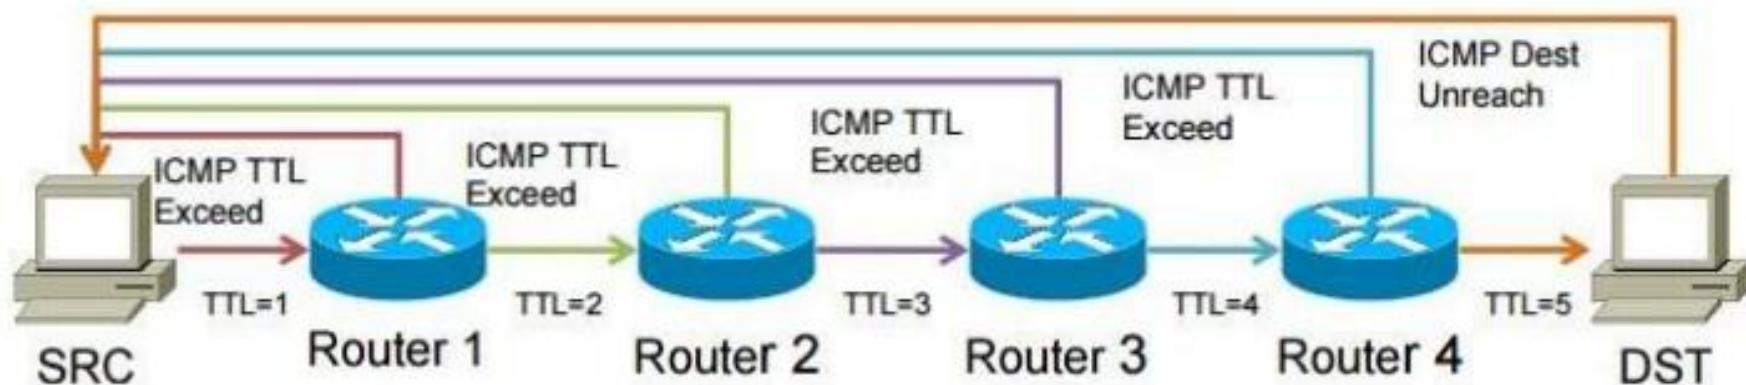 ICMP Dest
Unreach
ICMP TTL
Exceed
ICMP TTL
Exceed
ICMP TTL
Exceed
ICMP TTL
Exceed
TTL=1
TTL=2
TTL=3
TTL=4
TTL=5
SRC
Router 1
Router 2
Router 3
Router 4
DST